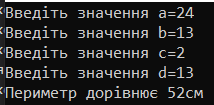 Введіть значення a=24
Введіть значення b=13
Введіть значення c=2
Введіть значення d=13
Периметр дорівнює 52см